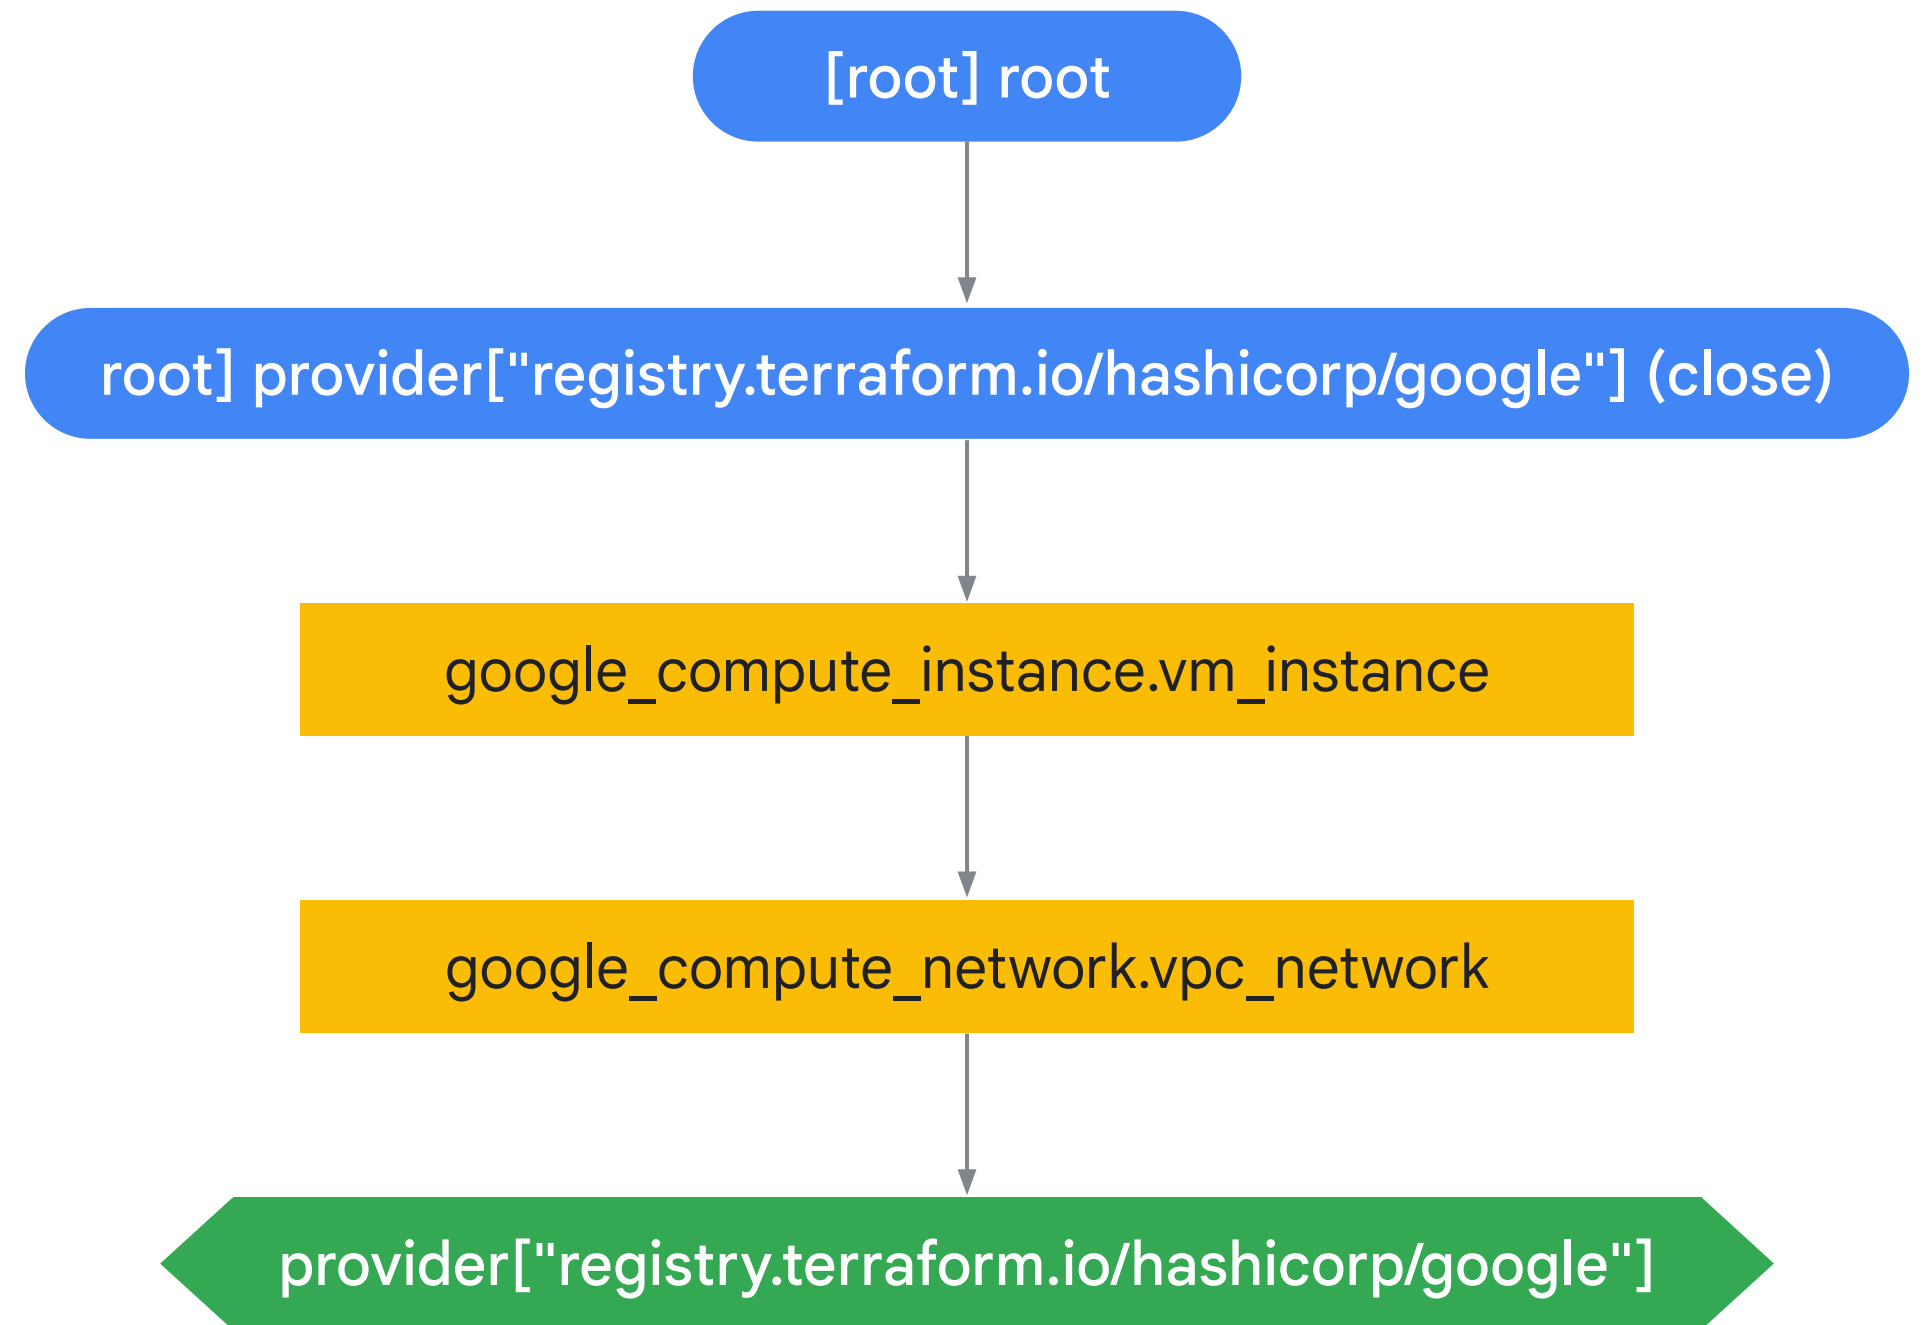 [root] root
root] provider["registry.terraform.io/hashicorp/google"] (close)
google_compute_instance.vm_instance
google_compute_network.vpc_network
provider["registry.terraform.io/hashicorp/google"]